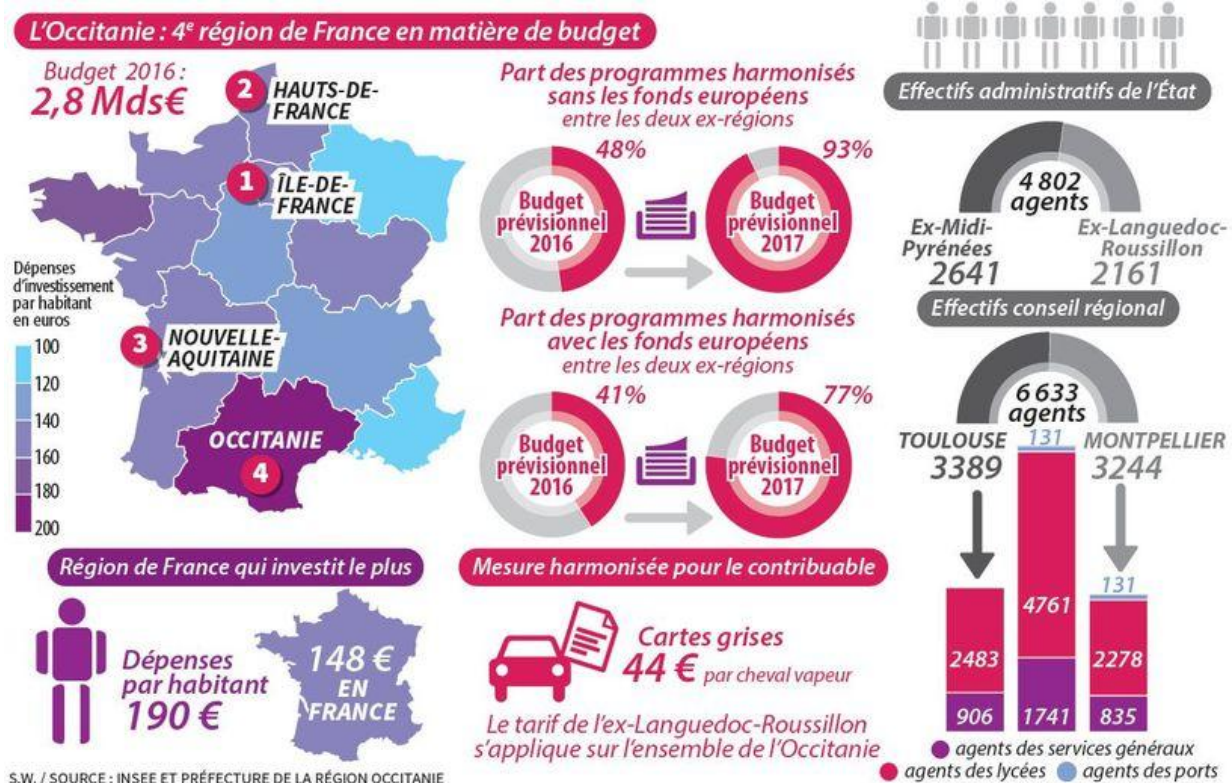 L'Occitanie : 4e région de France en matière de budget
Budget 2016 :
2,8 Mds€
2
HAUTS-DE-
FRANCE
1
ÎLE-DE-
FRANCE
3
NOUVELLE-
AQUITAINE
OCCITANIE
4
Dépenses
d'investissement
par habitant
en euros
100
120
140
160
180
200
Part des programmes harmonisés
sans les fonds européens
entre les deux ex-régions
48%
93%
Budget
prévisionnel
2016
Budget
prévisionnel
2017
Part des programmes harmonisés
avec les fonds européens
entre les deux ex-régions
41%
77%
Budget
prévisionnel
2016
Budget
prévisionnel
2017
Effectifs administratifs de l'État
4 802
agents
Ex-Midi-
Pyrénées
2641
Ex-Languedoc-
Roussillon
2161
Effectifs conseil régional
6 633
agents
TOULOUSE
3389
131
MONTPELLIER
3244
131
2483
4761
2278
906
1741
835
agents des services généraux
agents des lycées
agents des ports
Région de France qui investit le plus
Dépenses
par habitant
190 €
148 €
EN
FRANCE
Mesure harmonisée pour le contribuable
Cartes grises
44 € par cheval vapeur
Le tarif de l'ex-Languedoc-Roussillon
s'applique sur l'ensemble de l'Occitanie
S.W. / SOURCE : INSEE ET PRÉFECTURE DE LA RÉGION OCCITANIE